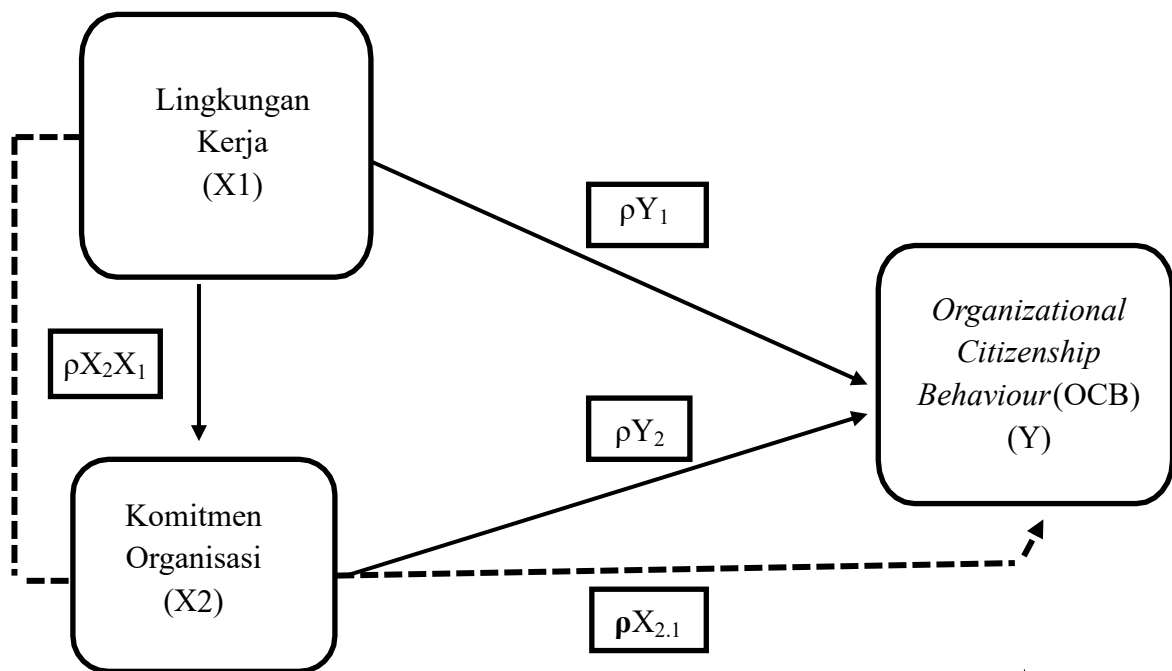 Lingkungan
Kerja
(X1)
ρY₁
Organizational
Citizenship
Behaviour(OCB)
(Y)
ρX₂X₁
ρY₂
Komitmen
Organisasi
(X2)
ρX₂.₁